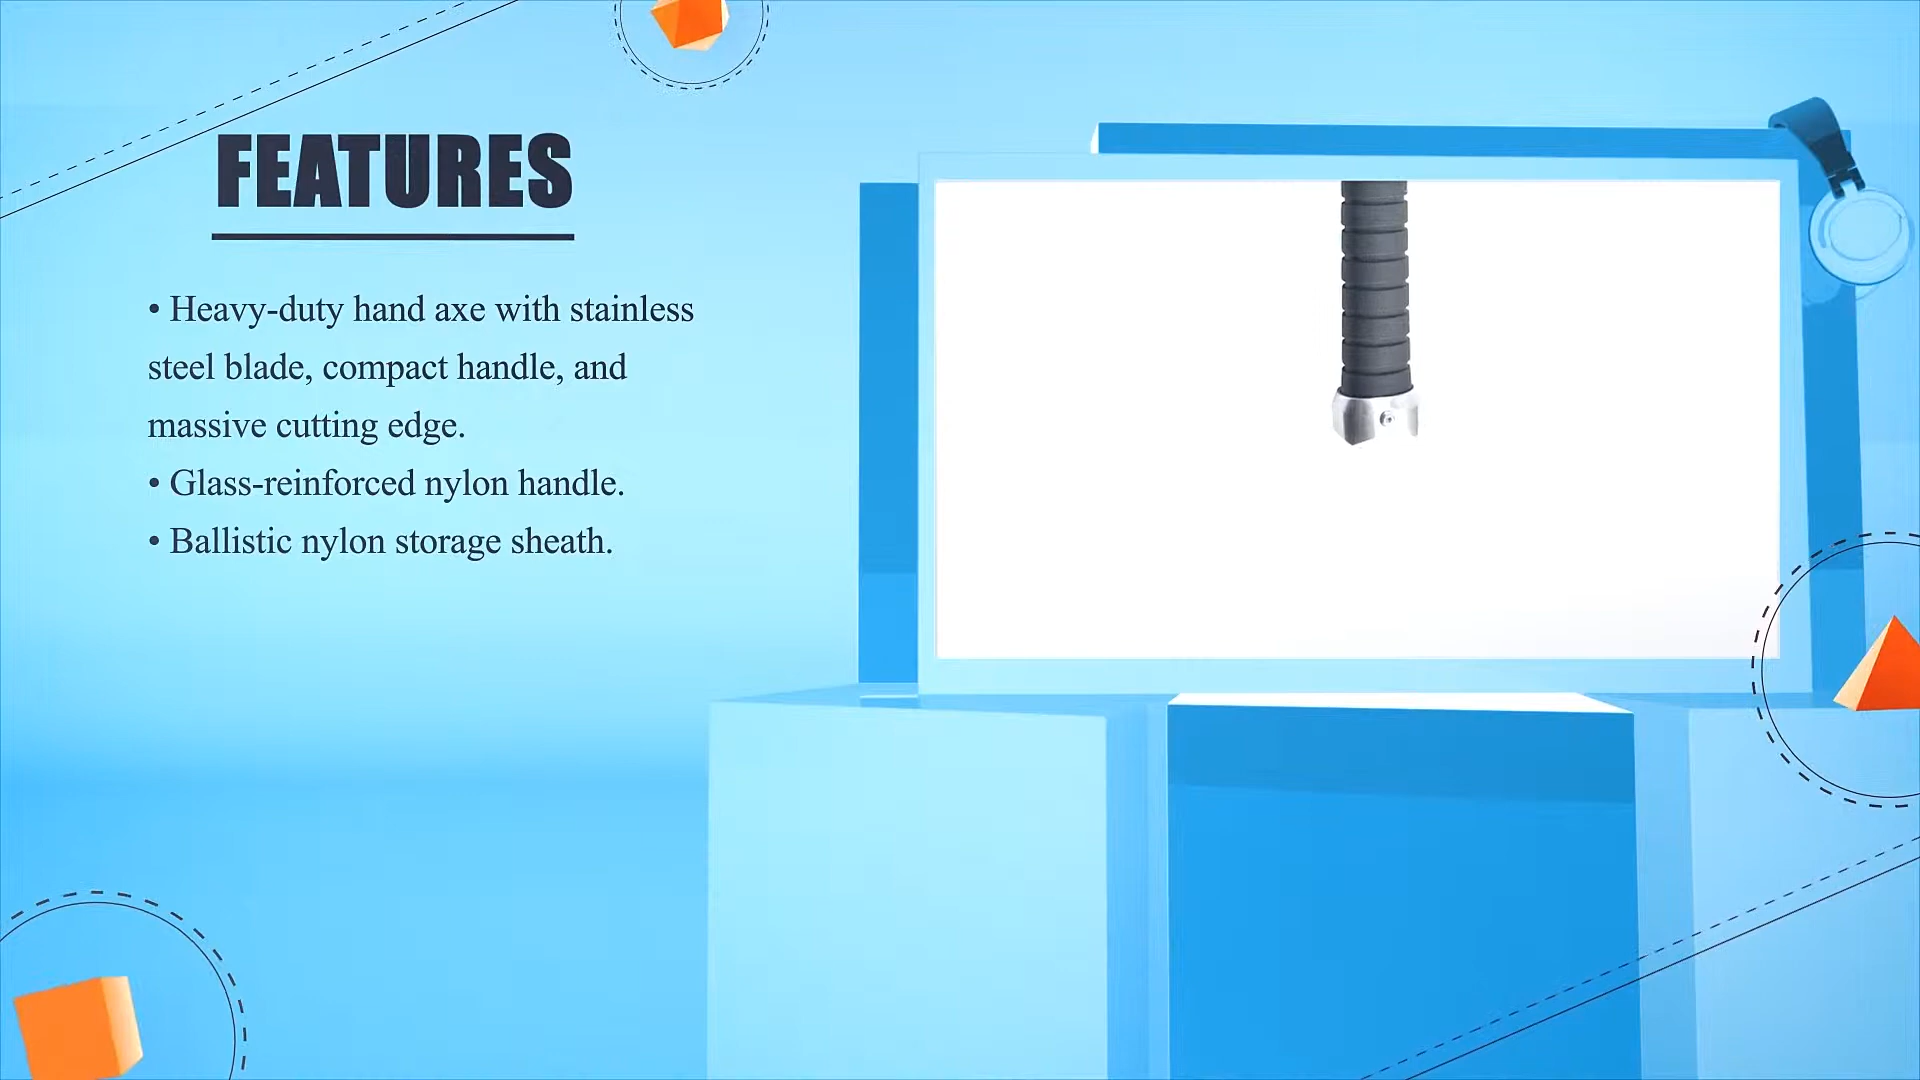 FEATURES
• Heavy-duty hand axe with stainless
steel blade, compact handle, and
massive cutting edge.
• Glass-reinforced nylon handle.
• Ballistic nylon storage sheath.